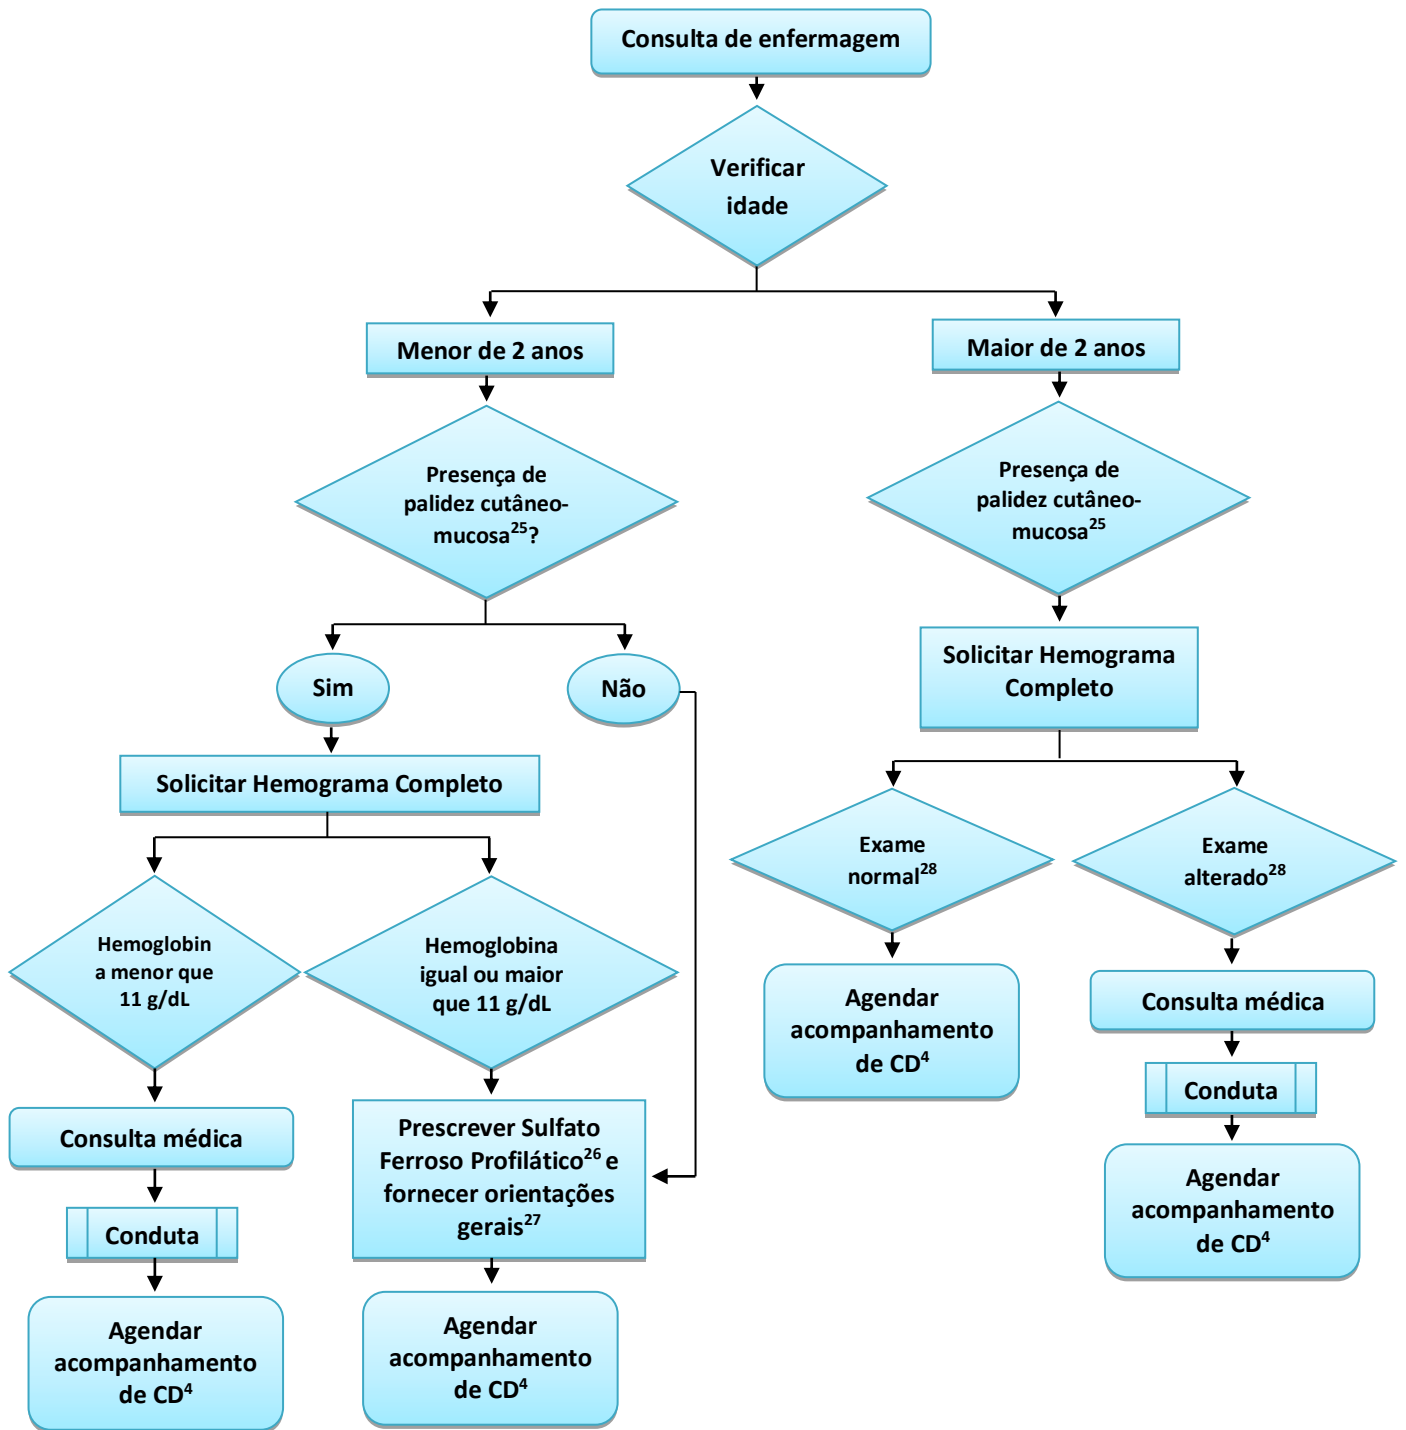 Consulta de enfermagem
Verificar
idade
Menor de 2 anos
Maior de 2 anos
Presença de
palidez cutâneo-
mucosa25?
Presença de
palidez cutâneo-
mucosa25
Sim
Não
Solicitar Hemograma
Completo
Solicitar Hemograma Completo
Exame
normal28
Exame
alterado28
Hemoglobin
a menor que
11 g/dL
Hemoglobina
igual ou maior
que 11 g/dL
Agendar
acompanhamento
de CD4
Consulta médica
Conduta
Agendar
acompanhamento
de CD4
Consulta médica
Conduta
Agendar
acompanhamento
de CD4
Prescrever Sulfato
Ferroso Profilático26 e
fornecer orientações
gerais27
Agendar
acompanhamento
de CD4